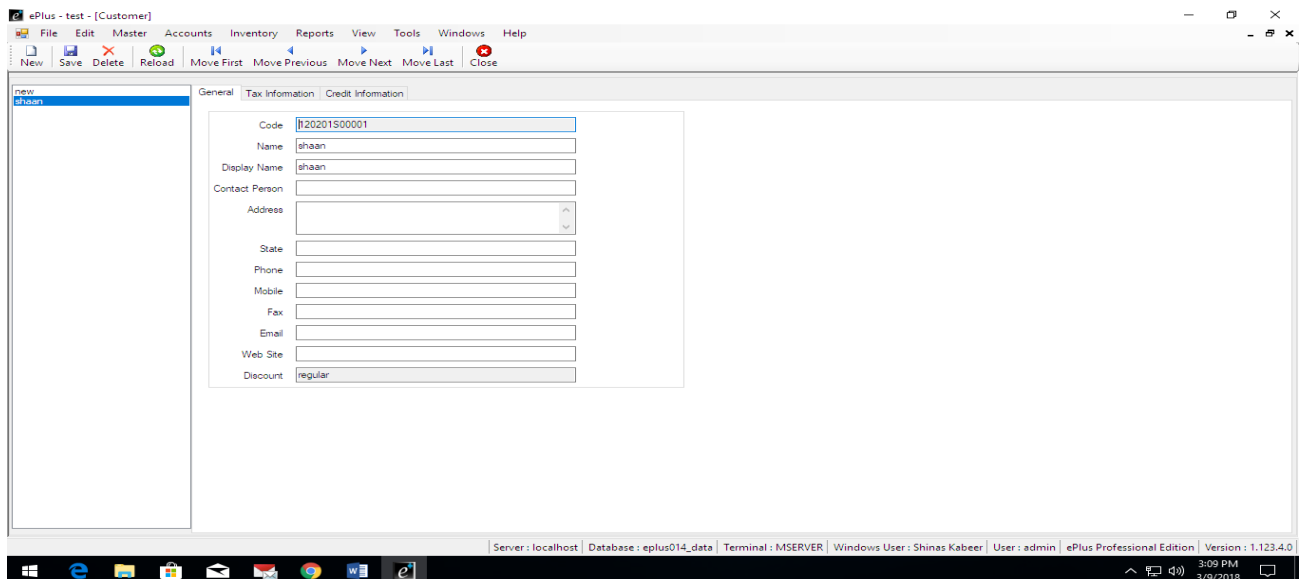 ePlus - test - [Customer]
File Edit Master Accounts Inventory Reports View Tools Windows Help
New Save Delete Reload Move First Move Previous Move Next Move Last Close
new
shaan
General Tax Information Credit Information
Code 120201S00001
Name shaan
Display Name shaan
Contact Person
Address
State
Phone
Mobile
Fax
Email
Web Site
Discount regular
Server : localhost Database : eplus014_data Terminal : MSERVER Windows User : Shinas Kabeer User : admin ePlus Professional Edition Version : 1.123.4.0
3:09 PM
3/9/2018